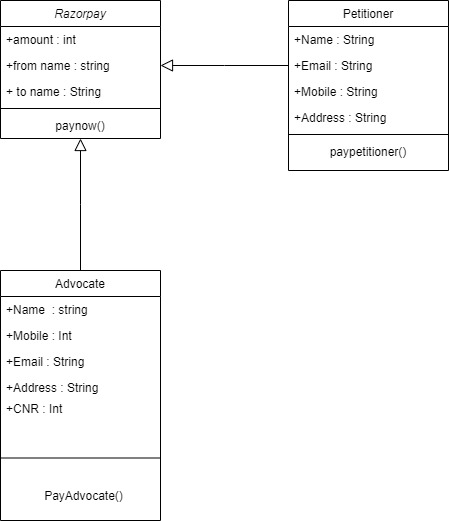 Razorpay
+amount : int
+from name : string
+ to name : String
paynow()
Petitioner
+Name : String
+Email : String
+Mobile : String
+Address : String
paypetitioner()
Advocate
+Name  : string
+Mobile : Int
+Email : String
+Address : String
+CNR : Int
PayAdvocate()